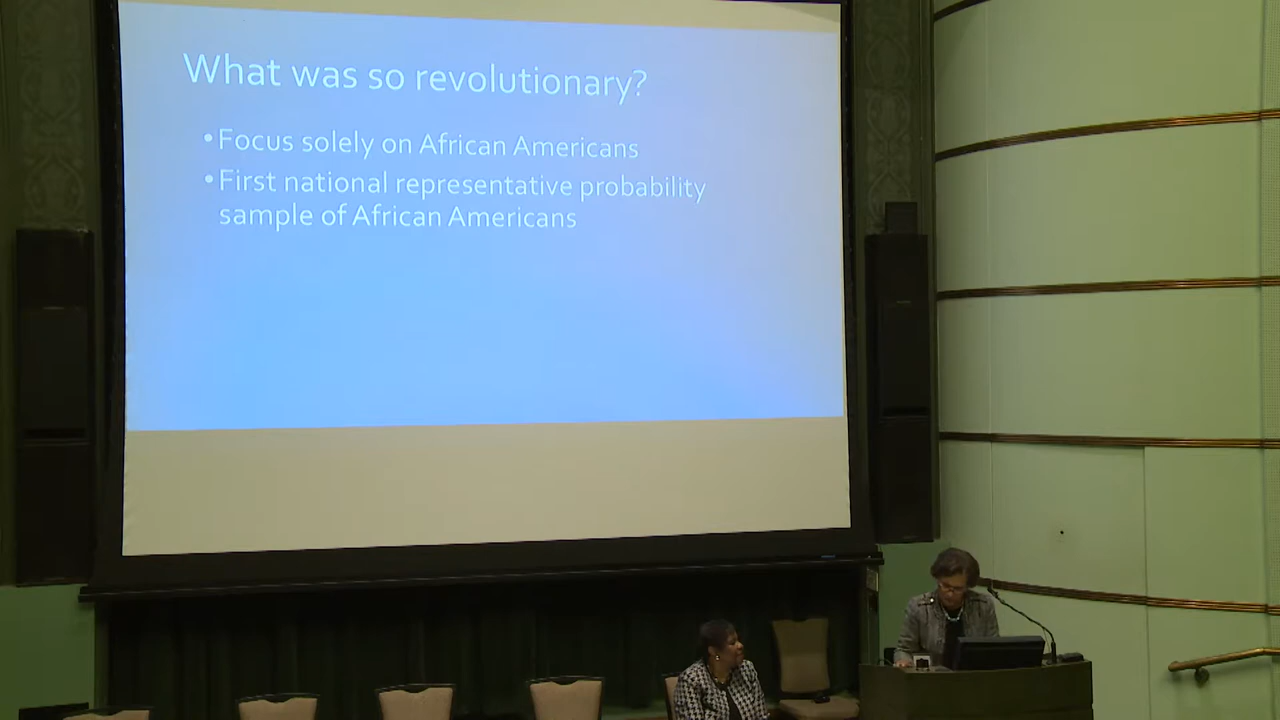 What was so revolutionary?
•Focus solely on African Americans
•First national representative probability
sample of African Americans